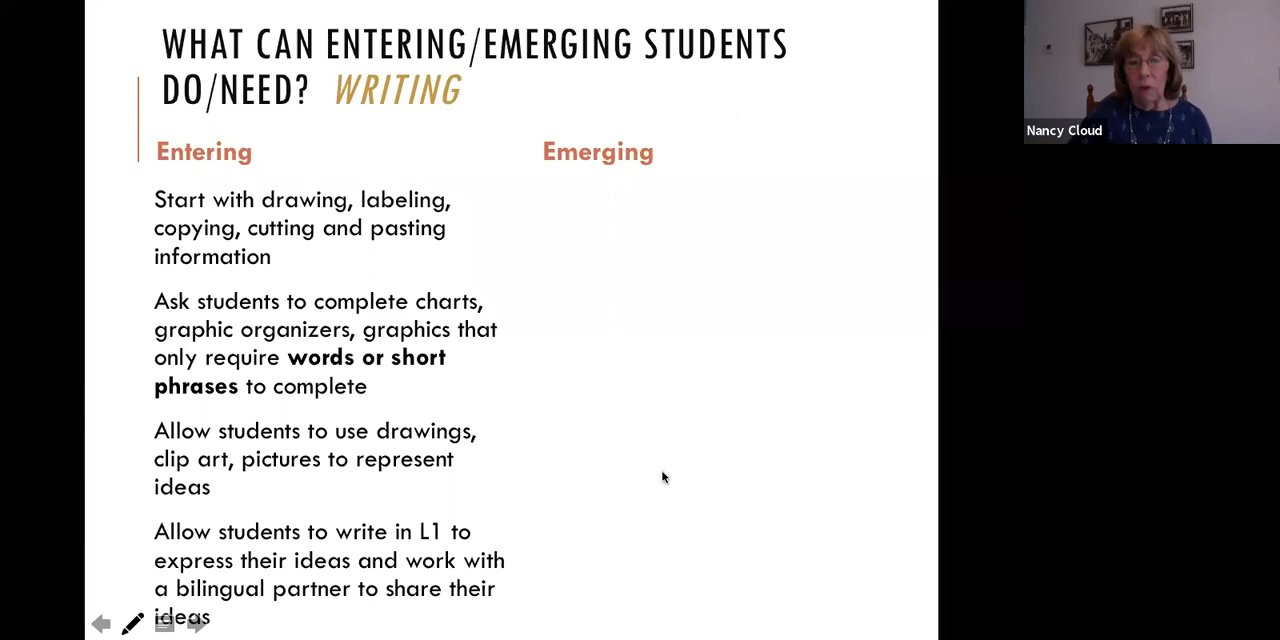 WHAT CAN ENTERING/EMERGING STUDENTS
DO/NEED? WRITING
Entering
Start with drawing, labeling,
copying, cutting and pasting
information
Ask students to complete charts,
graphic organizers, graphics that
only require words or short
phrases to complete
Allow students to use drawings,
clip art, pictures to represent
ideas
Allow students to write in L1 to
express their ideas and work with
a bilingual partner to share their
ideas
Emerging
Nancy Cloud